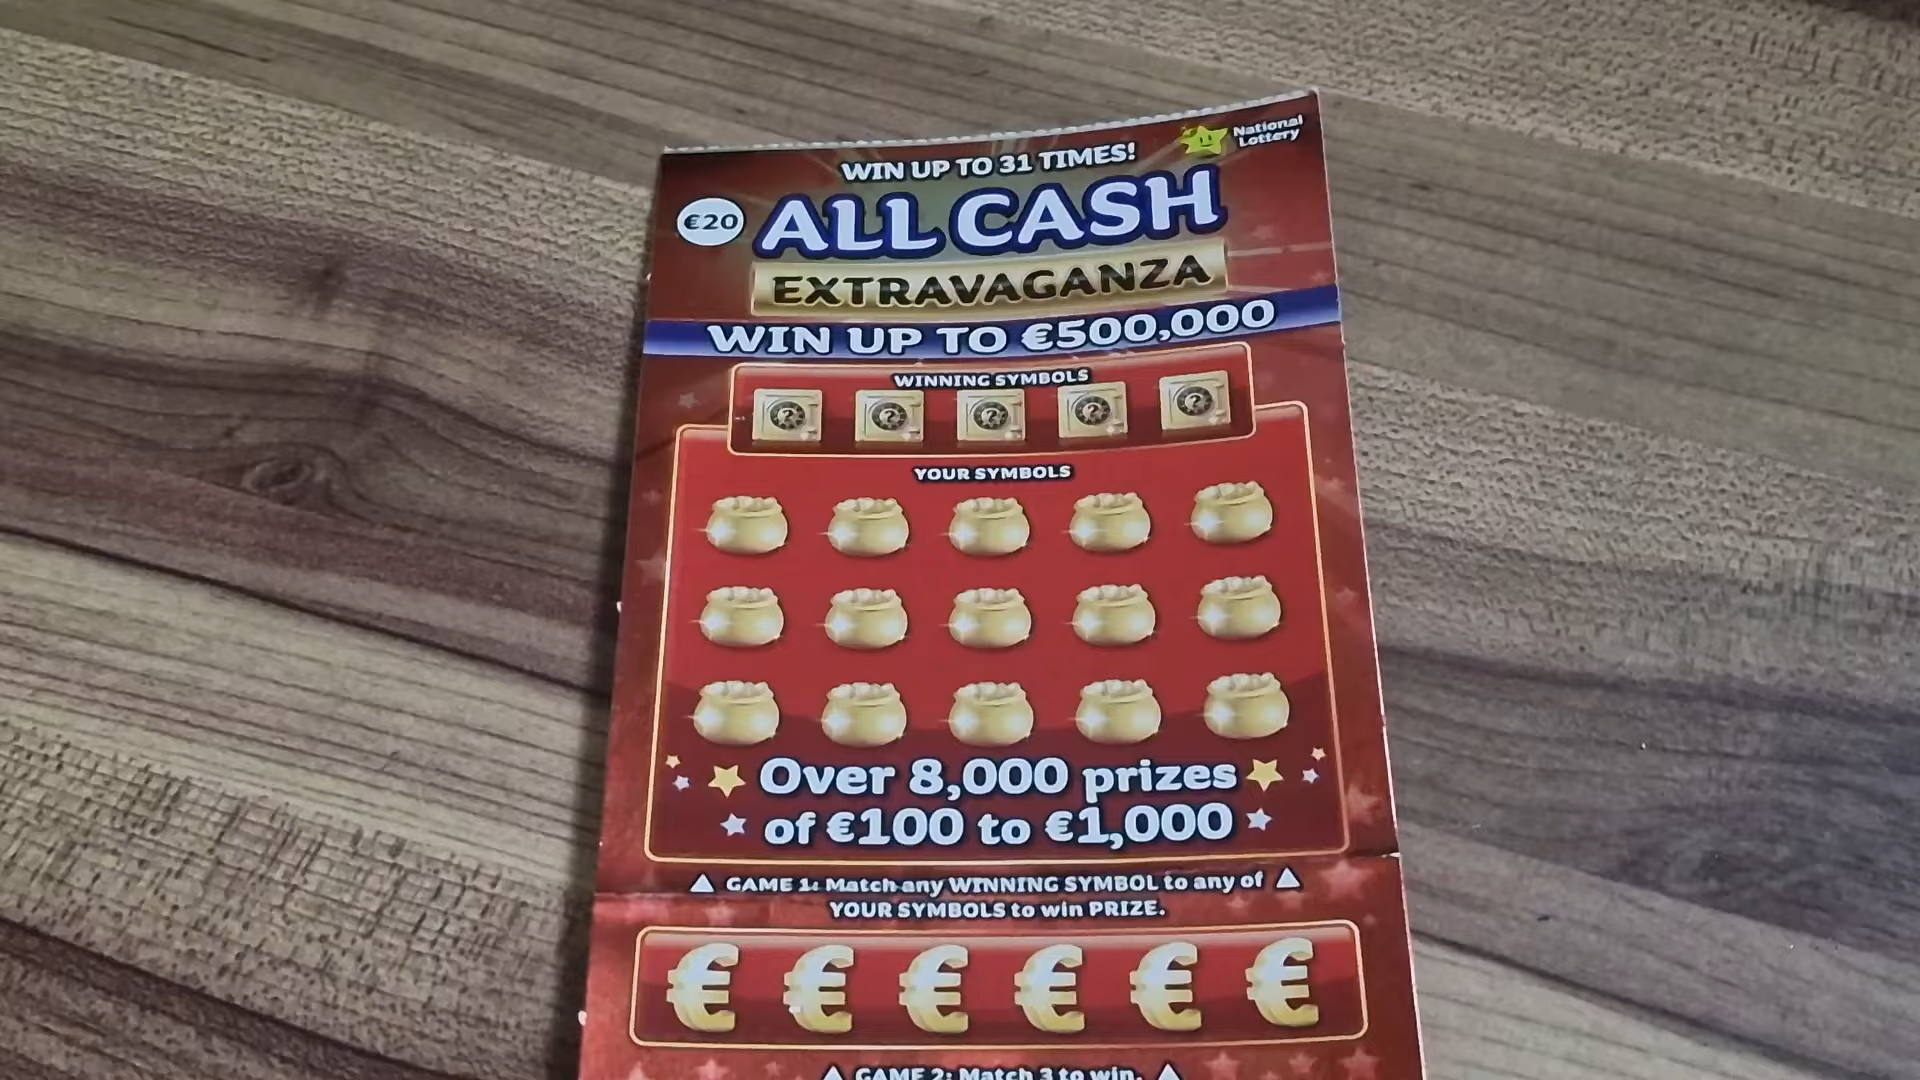 National
Lottery
WIN UP TO 31 TIMES!
€20
ALL CASH
EXTRAVAGANZA
WIN UP TO €500,000
WINNING SYMBOLS
? ? ? ? ?
YOUR SYMBOLS
Over 8,000 prizes
of €100 to €1,000
GAME 1: Match any WINNING SYMBOL to any of
YOUR SYMBOLS to win PRIZE.
€ € € € € €
GAME 2: Match 3 to win.